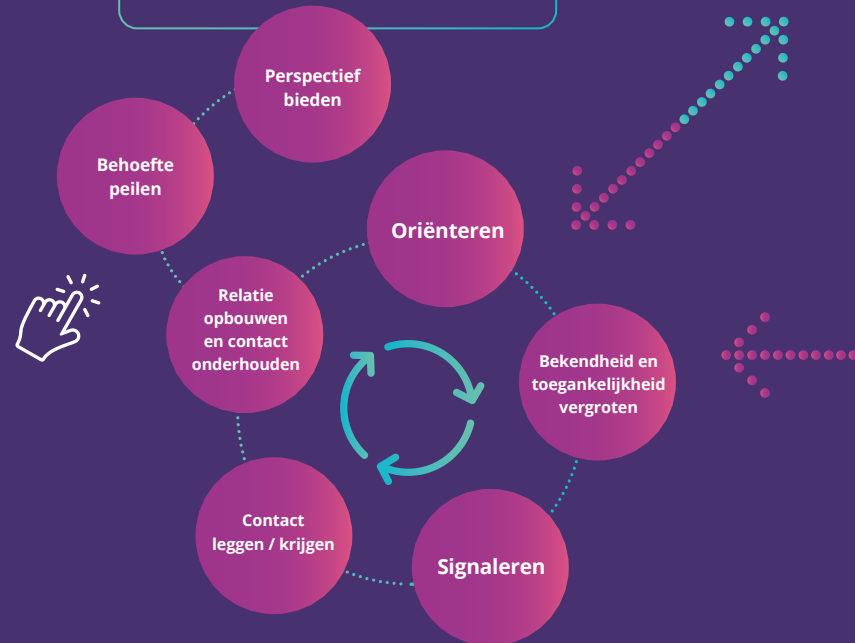 Perspectief
bieden
Behoefte
peilen
Oriënteren
Relatie
opbouwen
en contact
onderhouden
Bekendheid en
toegankelijkheid
vergroten
Contact
leggen / krijgen
Signaleren